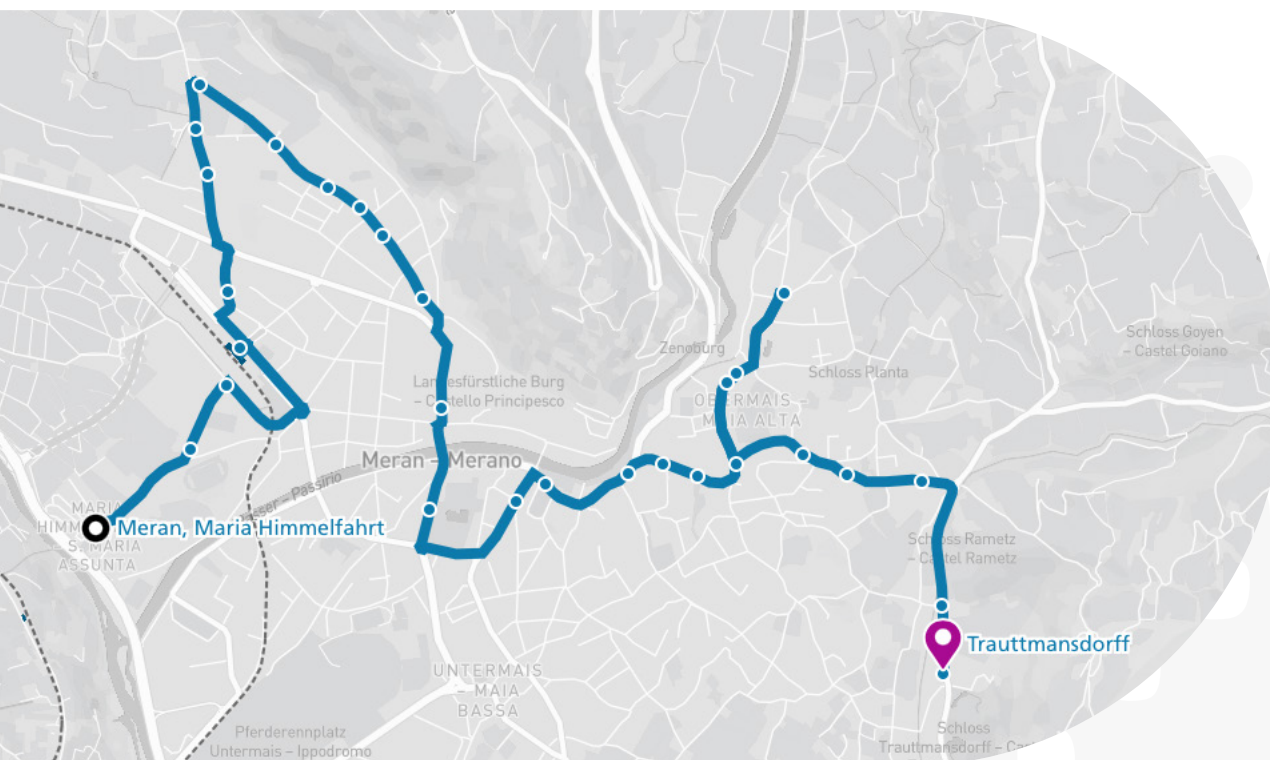 Schloss Goyen
– Castel Goiano
Zenoburg
Schloss Planta
Landesfürstliche Burg
– Castello Principesco
OBERMAIS –
MAIA ALTA
Meran – Merano
Passer – Passirio
MARIA
HIMM
– S. MARIA
ASSUNTA
Meran, Maria Himmelfahrt
Schloss Rametz
– Castel Rametz
Trauttmansdorff
UNTERMAIS
– MAIA
BASSA
Pferderennplatz
Untermais – Ippodromo
Schloss
Trauttmansdorff – Ca